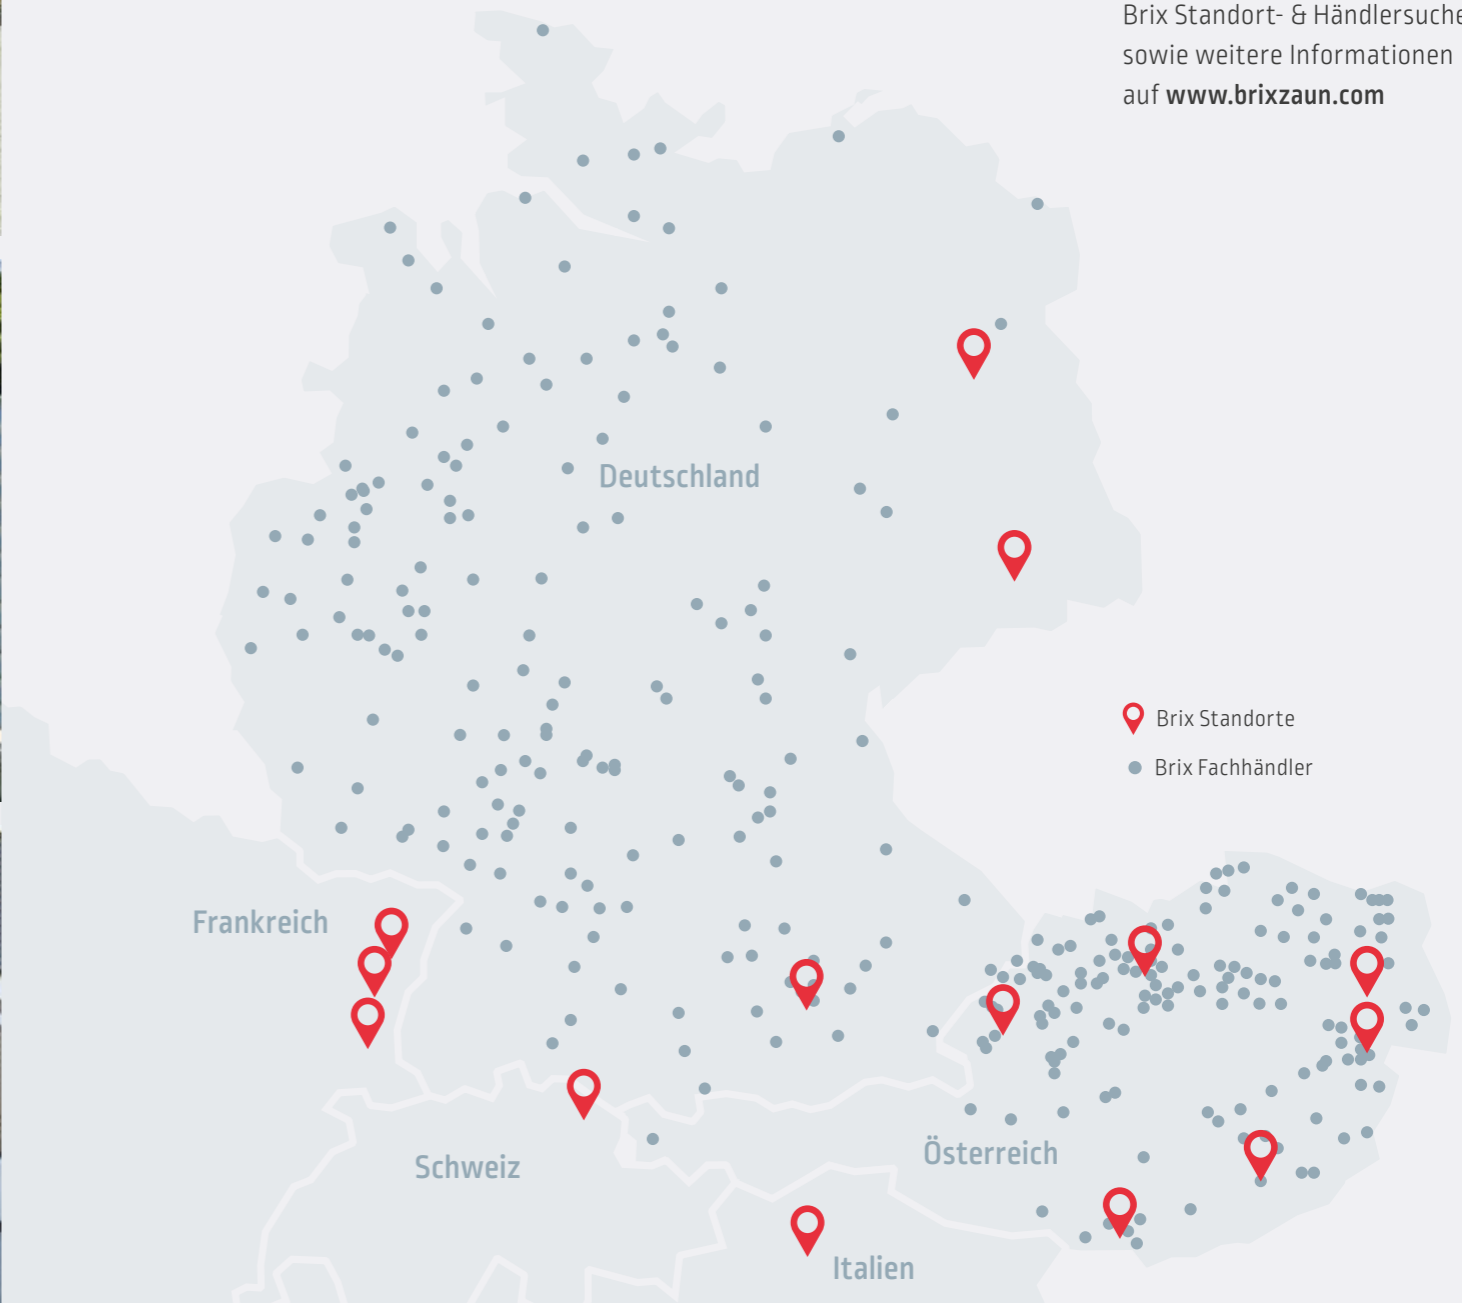 Brix Standort- & Händlersuche
sowie weitere Informationen
auf www.brixzaun.com
Deutschland
Brix Standorte
Brix Fachhändler
Frankreich
Österreich
Schweiz
Italien